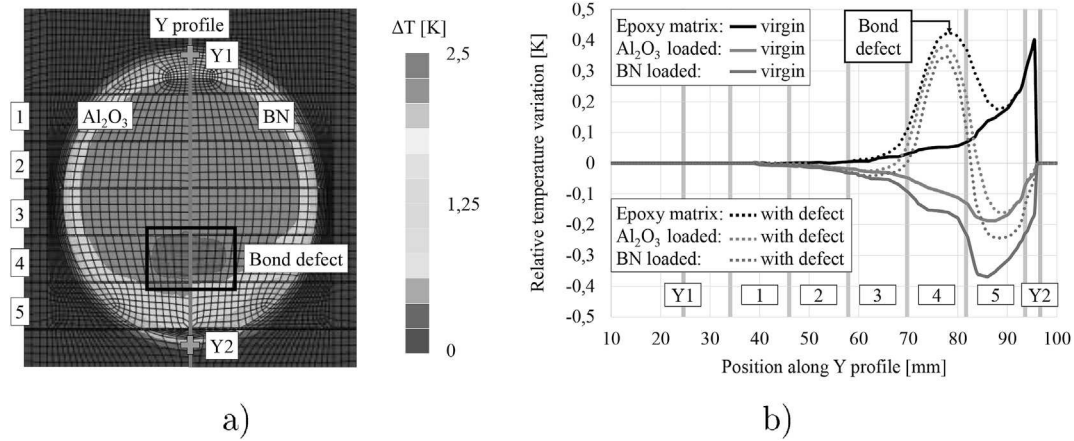 Y profile
Y1
Al₂O₃
BN
1
2
3
4
5
Bond defect
Y2
ΔT [K]
2,5
1,25
0
a)
Relative temperature variation [K]
0,5
0,4
0,3
0,2
0,1
0
-0,1
-0,2
-0,3
-0,4
-0,5
Epoxy matrix: virgin
Al₂O₃ loaded: virgin
BN loaded: virgin
Bond
defect
Epoxy matrix: with defect
Al₂O₃ loaded: with defect
BN loaded: with defect
Y1 1 2 3 4 5 Y2
10 20 30 40 50 60 70 80 90 100
Position along Y profile [mm]
b)